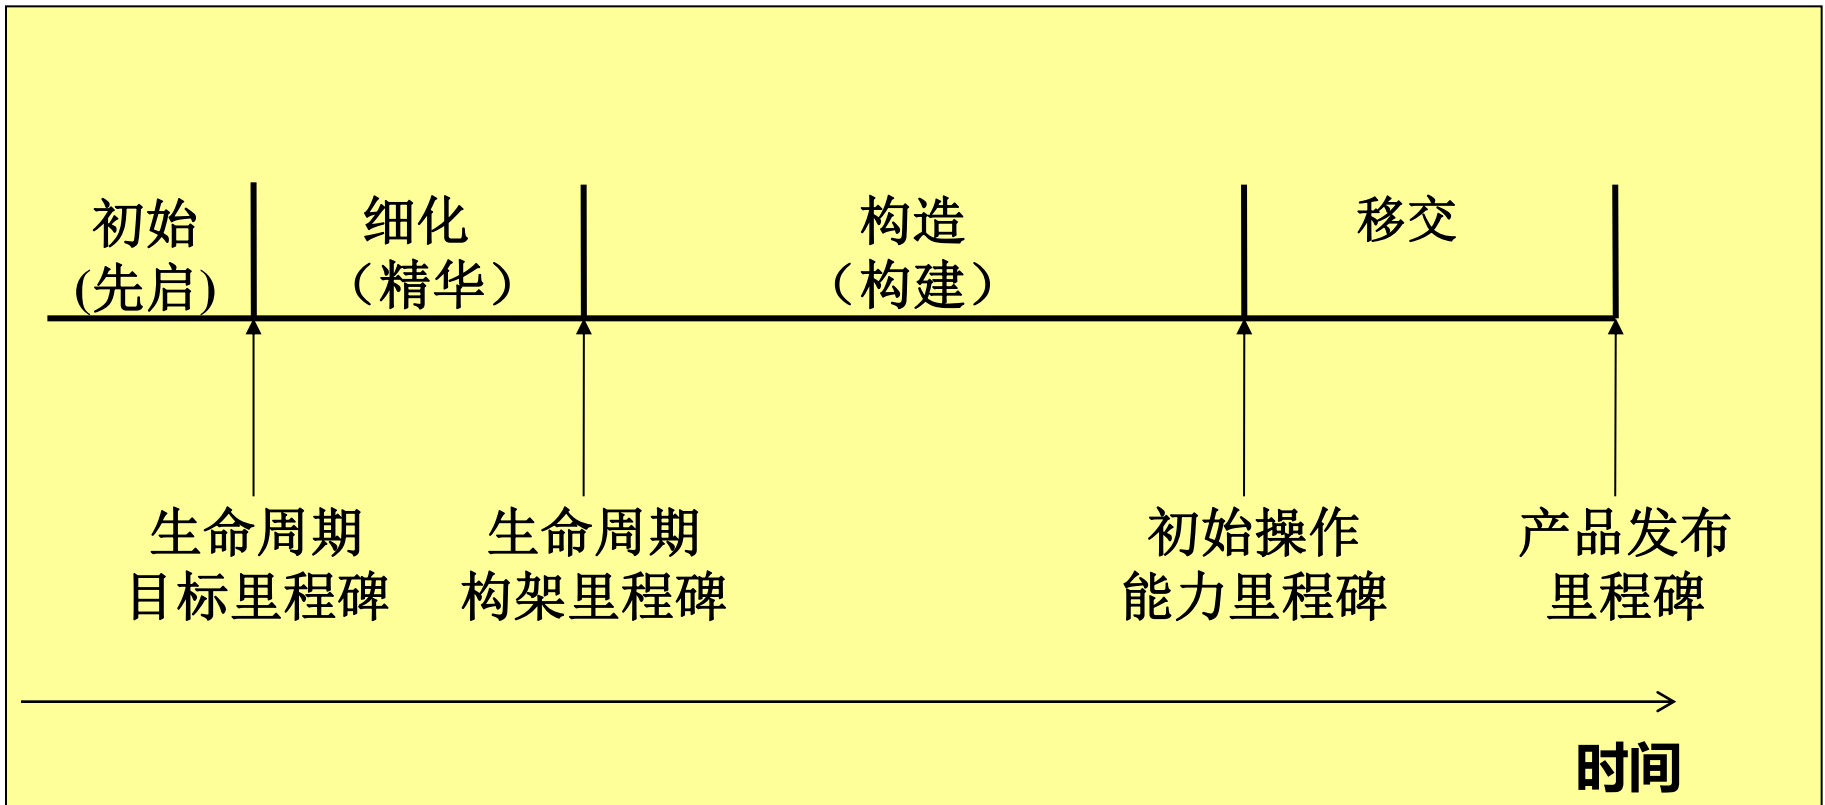 初始
(先启)
细化
（精华）
构造
（构建）
移交
生命周期
目标里程碑
生命周期
构架里程碑
初始操作
能力里程碑
产品发布
里程碑
时间